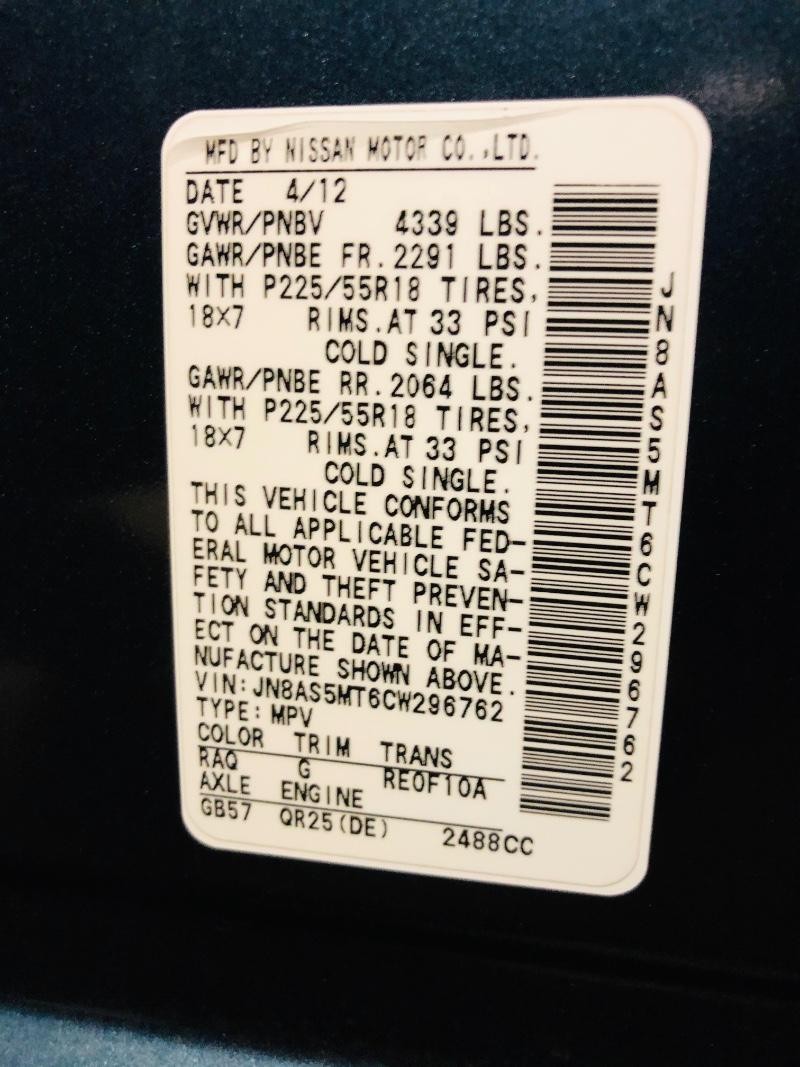 MFD BY NISSAN MOTOR CO.,LTD.
DATE 4/12
GVWR/PNBV 4339 LBS.
GAWR/PNBE FR.2291 LBS.
WITH P225/55R18 TIRES,
18X7 RIMS.AT 33 PSI
COLD SINGLE.
GAWR/PNBE RR.2064 LBS.
WITH P225/55R18 TIRES,
18X7 RIMS.AT 33 PSI
COLD SINGLE.
THIS VEHICLE CONFORMS
TO ALL APPLICABLE FED-
ERAL MOTOR VEHICLE SA-
FETY AND THEFT PREVEN-
TION STANDARDS IN EFF-
ECT ON THE DATE OF MA-
NUFACTURE SHOWN ABOVE.
VIN:JN8AS5MT6CW296762
TYPE:MPV
COLOR TRIM TRANS
RAQ G RE0F10A
AXLE ENGINE
GB57 QR25(DE) 2488CC
JN8AS5MT6CW296762